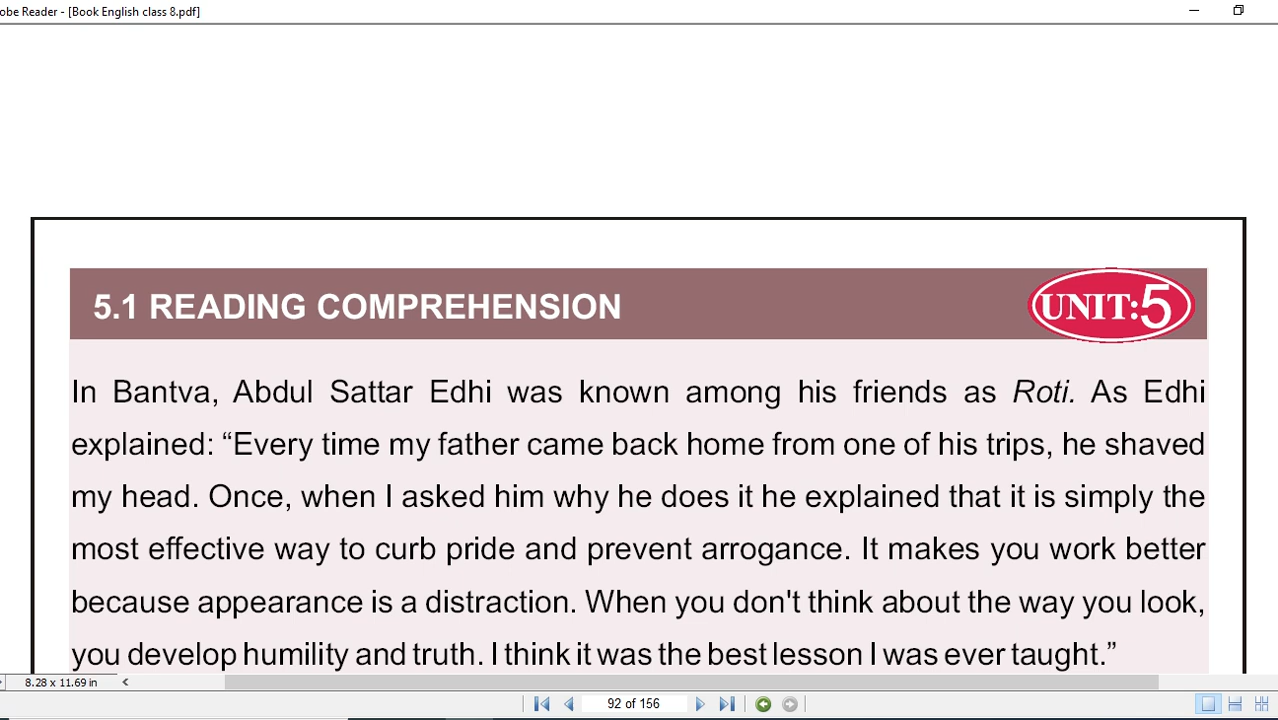 obe Reader - [Book English class 8.pdf]
5.1 READING COMPREHENSION
UNIT:5
In Bantva, Abdul Sattar Edhi was known among his friends as Roti. As Edhi
explained: “Every time my father came back home from one of his trips, he shaved
my head. Once, when I asked him why he does it he explained that it is simply the
most effective way to curb pride and prevent arrogance. It makes you work better
because appearance is a distraction. When you don't think about the way you look,
you develop humility and truth. I think it was the best lesson I was ever taught.”
8.28 x 11.69 in
92 of 156